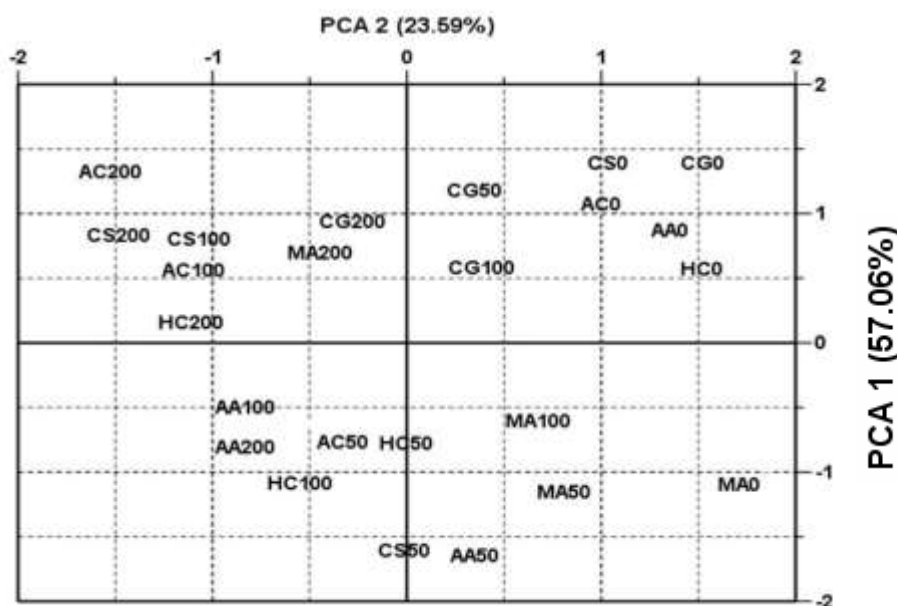 PCA 2 (23.59%)
-2 -1 0 1 2
2
CS0 CG0
AC200
CG50
AC0
CG200 AA0
CS200 CS100
MA200
1
AC100 CG100 HC0
HC200
0
AA100
MA100
AA200 AC50 HC50
HC100 MA50 MA0
-1
CS50 AA50
-2
PCA 1 (57.06%)